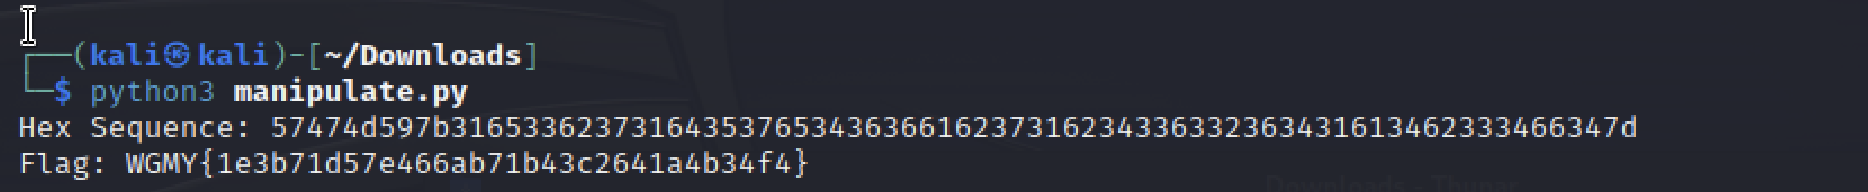 ┌──(kali㉿kali)-[~/Downloads]
└─$ python3 manipulate.py
Hex Sequence: 57474d597b31653362373164353765343636616237316234336332363431613462333466347d
Flag: WGMY{1e3b71d57e466ab71b43c2641a4b34f4}